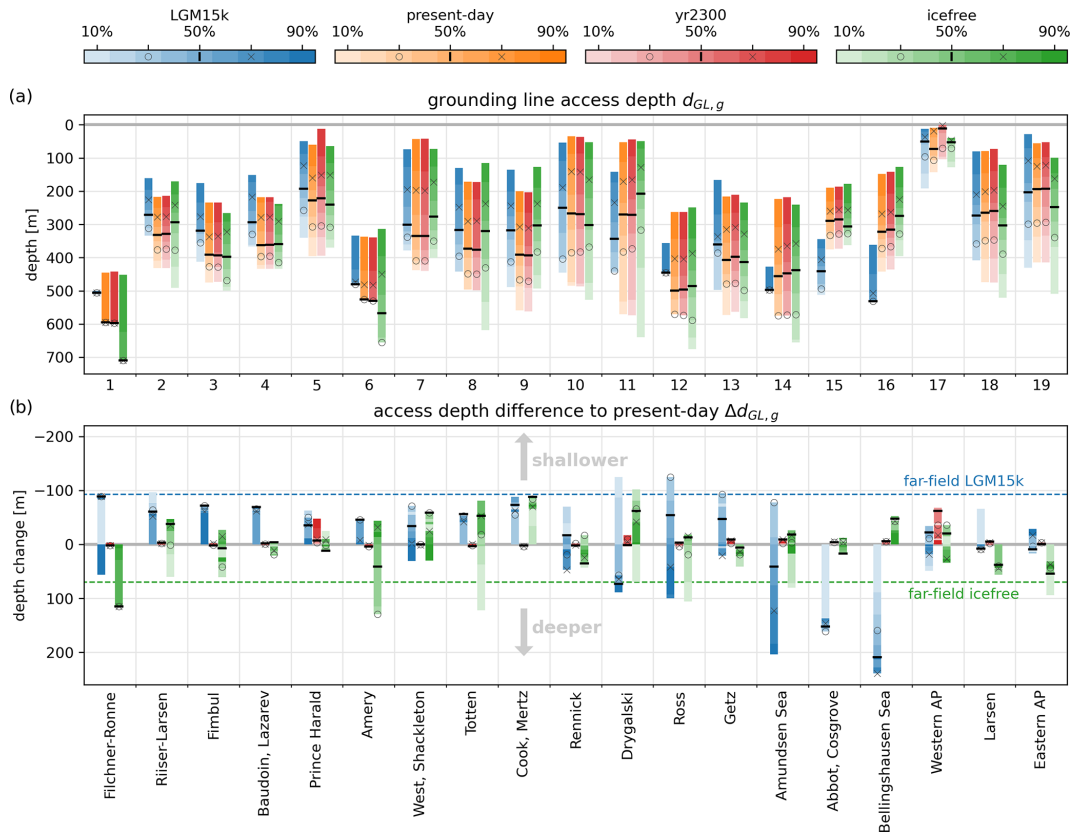 LGM15k present-day yr2300 icefree
10% 50% 90% 10% 50% 90% 10% 50% 90% 10% 50% 90%
(a)
grounding line access depth d_{GL,g}
depth [m]
0
100
200
300
400
500
600
700
1 2 3 4 5 6 7 8 9 10 11 12 13 14 15 16 17 18 19
(b)
access depth difference to present-day Δd_{GL,g}
depth change [m]
−200
−100
0
100
200
shallower
far-field LGM15k
far-field icefree
deeper
Filchner-Ronne
Riiser-Larsen
Fimbul
Baudoin, Lazarev
Prince Harald
Amery
West, Shackleton
Totten
Cook, Mertz
Rennick
Drygalski
Ross
Getz
Amundsen Sea
Abbot, Cosgrove
Bellingshausen Sea
Western AP
Larsen
Eastern AP